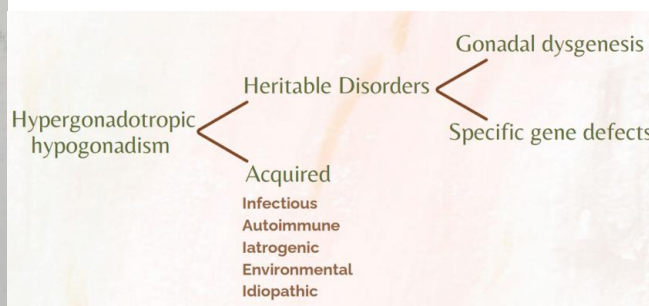 Gonadal dysgenesis
Heritable Disorders
Hypergonadotropic
hypogonadism
Specific gene defects
Acquired
Infectious
Autoimmune
Iatrogenic
Environmental
Idiopathic